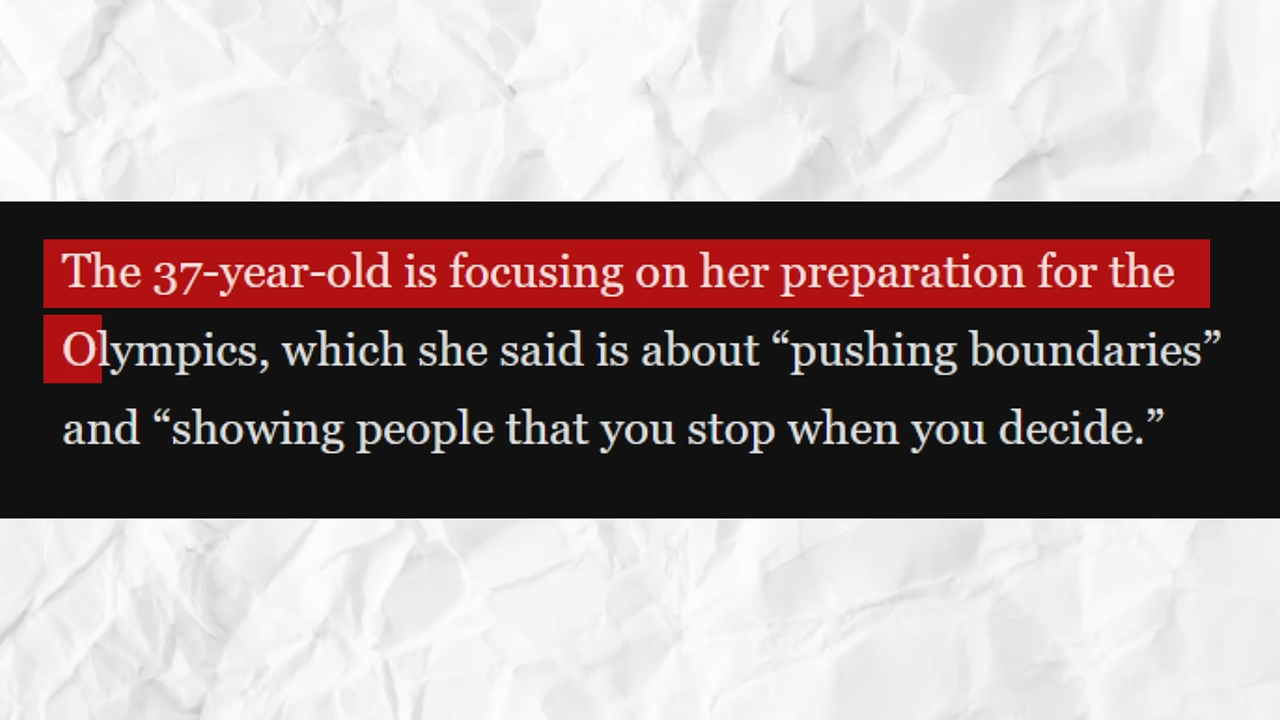 The 37-year-old is focusing on her preparation for the
Olympics, which she said is about “pushing boundaries”
and “showing people that you stop when you decide.”